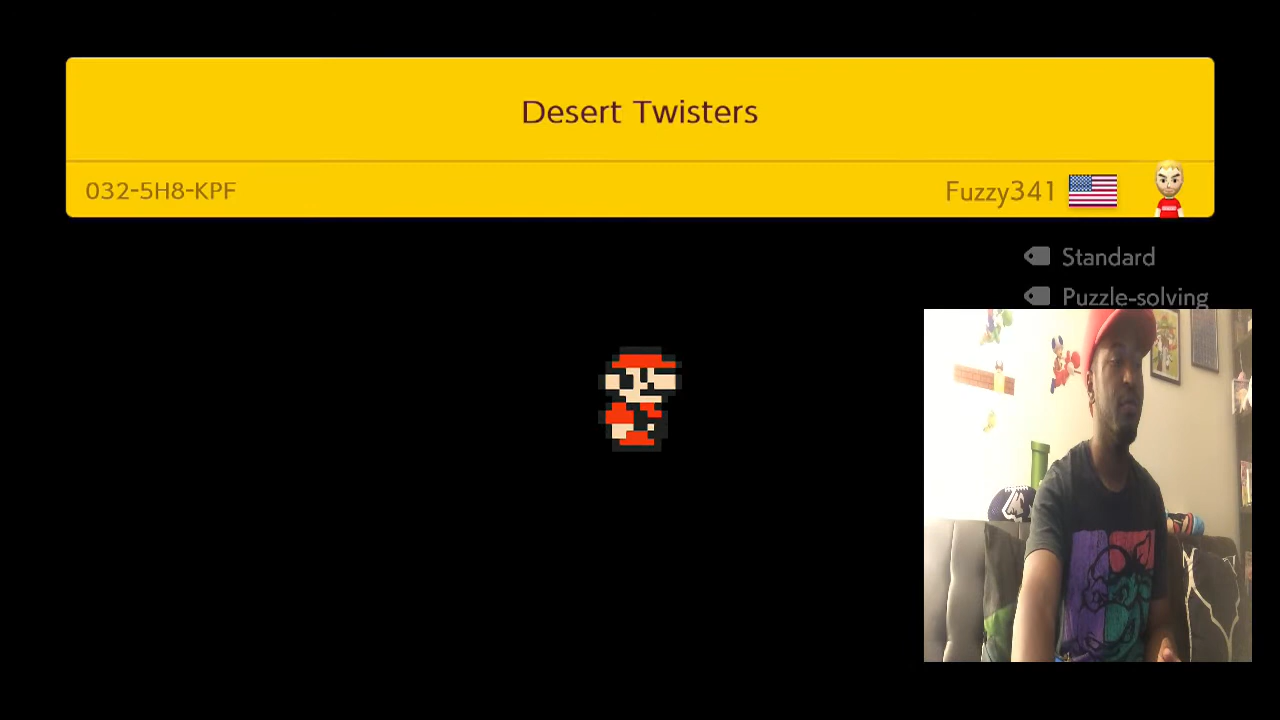 Desert Twisters
032-5H8-KPF
Fuzzy341
Standard
Puzzle-solving